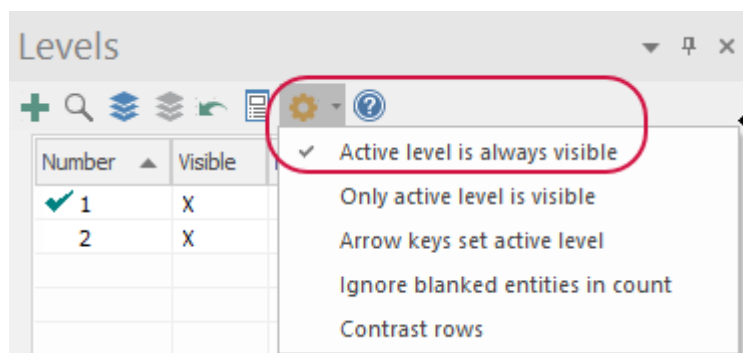 Levels
Number Visible
1 X
2 X
Active level is always visible
Only active level is visible
Arrow keys set active level
Ignore blanked entities in count
Contrast rows